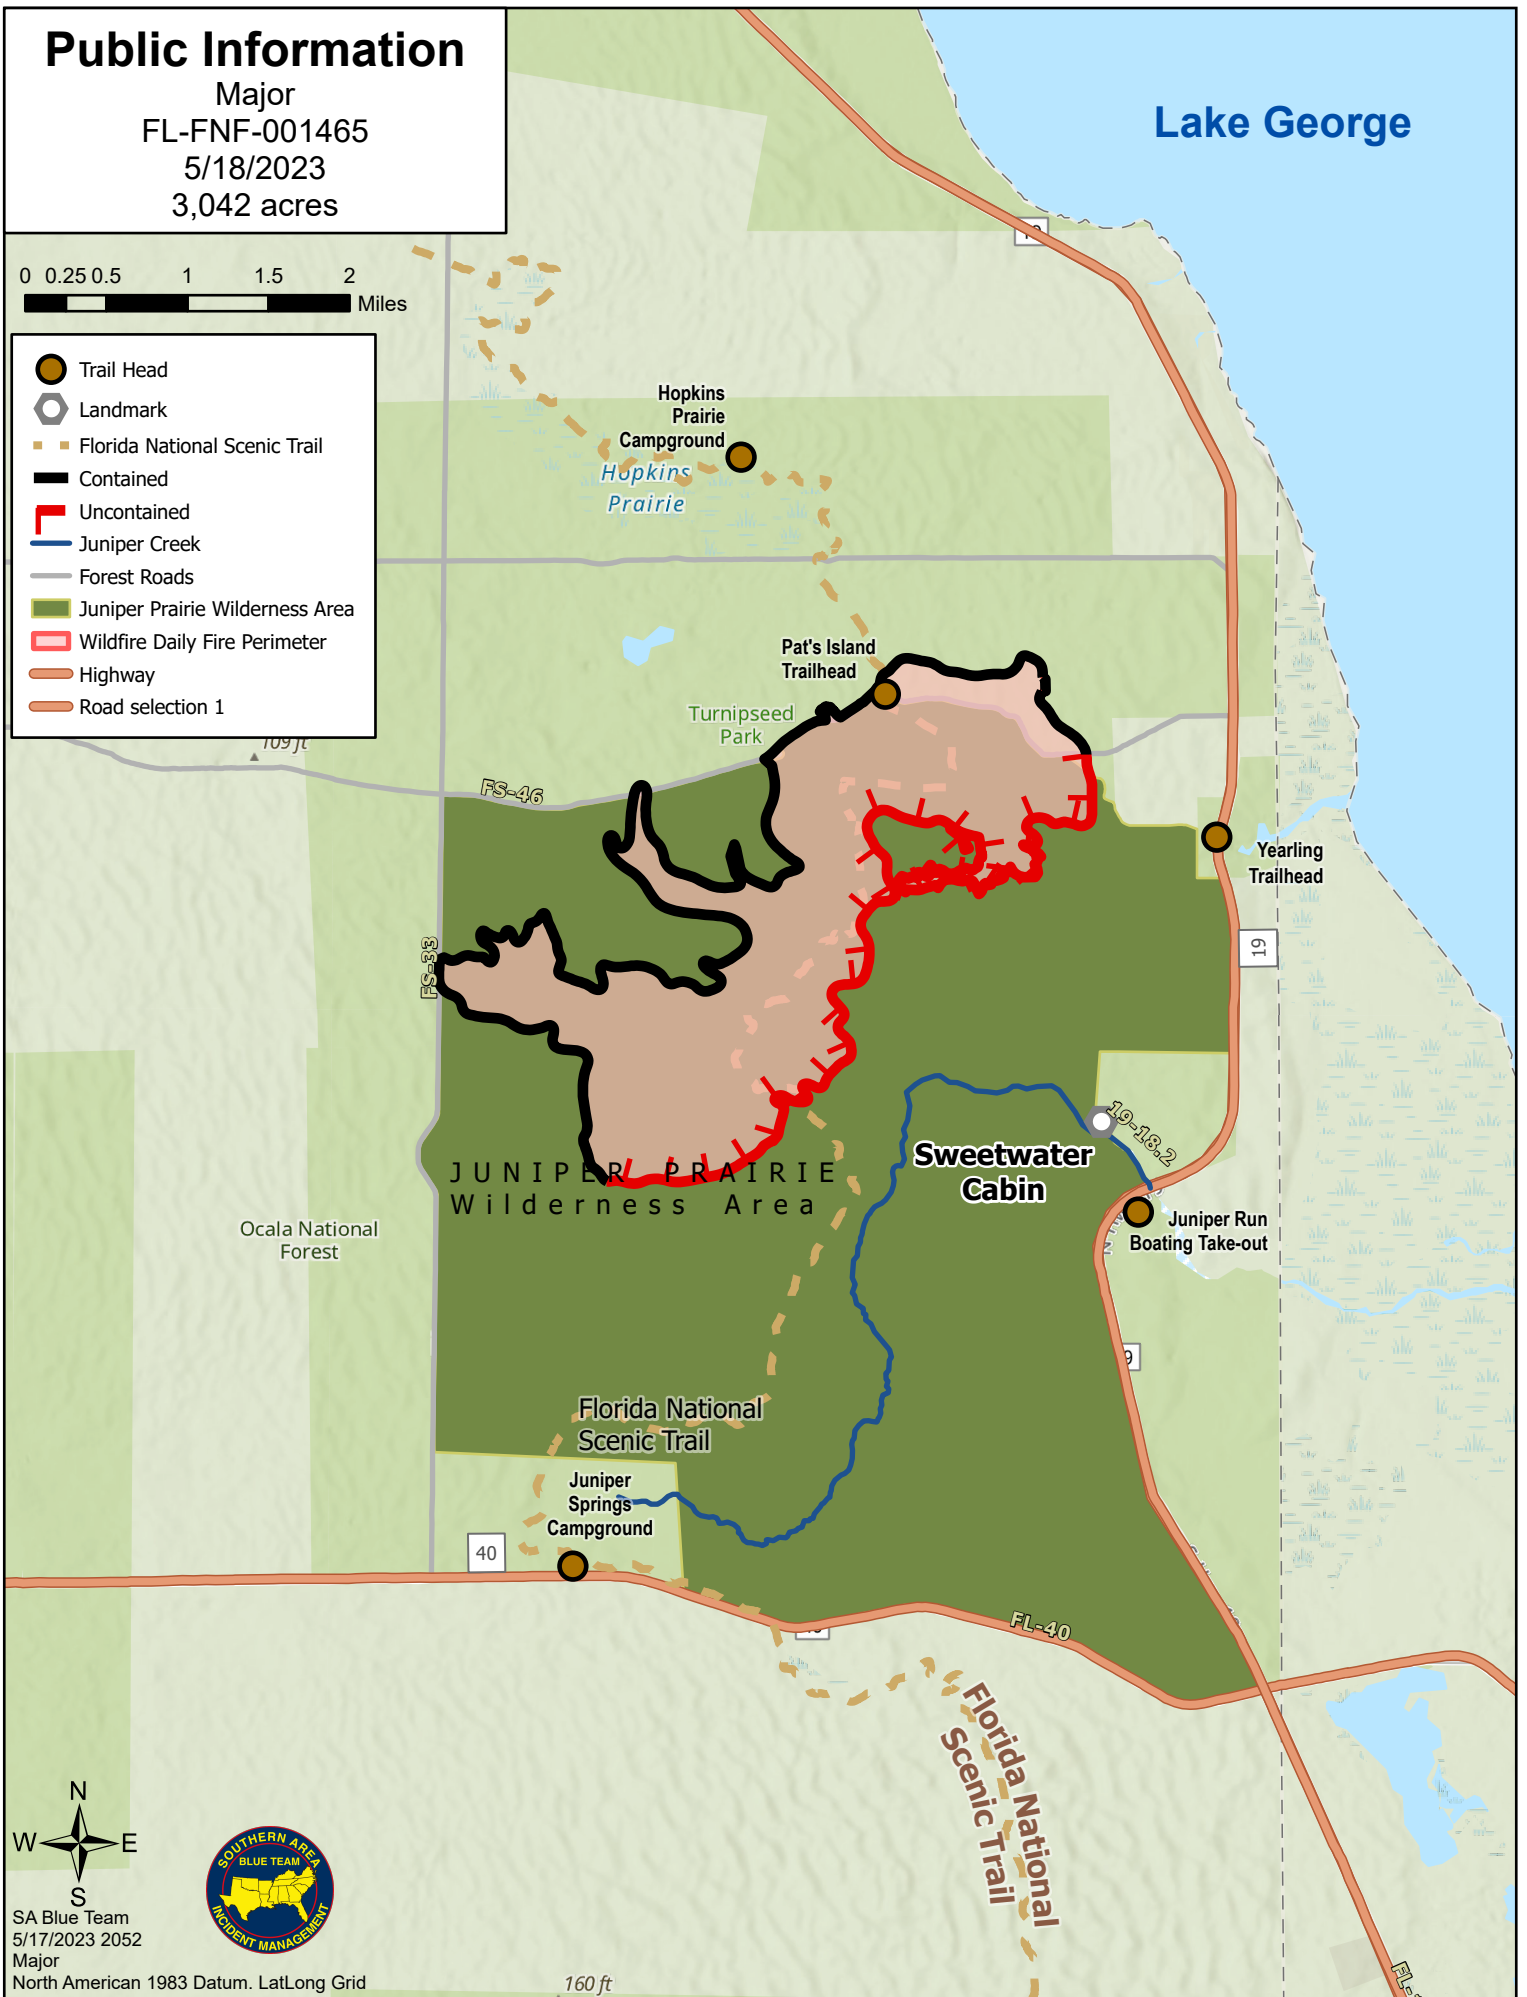 Public Information
Major
FL-FNF-001465
5/18/2023
3,042 acres
Lake George
0 0.25 0.5 1 1.5 2
Miles
Trail Head
Landmark
Florida National Scenic Trail
Contained
Uncontained
Juniper Creek
Forest Roads
Juniper Prairie Wilderness Area
Wildfire Daily Fire Perimeter
Highway
Road selection 1
Hopkins
Prairie
Campground
Hopkins
Prairie
Pat's Island
Trailhead
Turnipseed
Park
109 ft
FS-46
Yearling
Trailhead
FS-33
19
19-18.2
Sweetwater
Cabin
JUNIPER PRAIRIE
Wilderness Area
Juniper Run
Boating Take-out
Ocala National
Forest
Florida National
Scenic Trail
Juniper
Springs
Campground
40
FL-40
Florida National
Scenic Trail
N
W E
S
SOUTHERN AREA
BLUE TEAM
INCIDENT MANAGEMENT
SA Blue Team
5/17/2023 2052
Major
North American 1983 Datum. LatLong Grid
160 ft